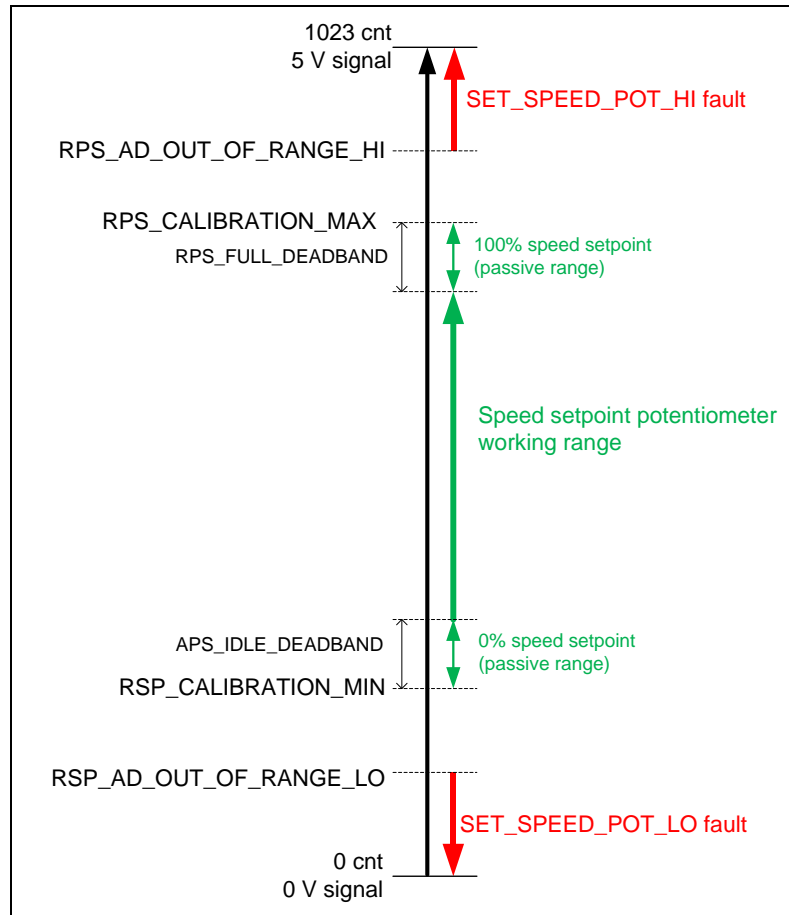 1023 cnt
5 V signal
SET_SPEED_POT_HI fault
RPS_AD_OUT_OF_RANGE_HI
RPS_CALIBRATION_MAX
RPS_FULL_DEADBAND
100% speed setpoint
(passive range)
Speed setpoint potentiometer
working range
APS_IDLE_DEADBAND
0% speed setpoint
(passive range)
RSP_CALIBRATION_MIN
RSP_AD_OUT_OF_RANGE_LO
SET_SPEED_POT_LO fault
0 cnt
0 V signal